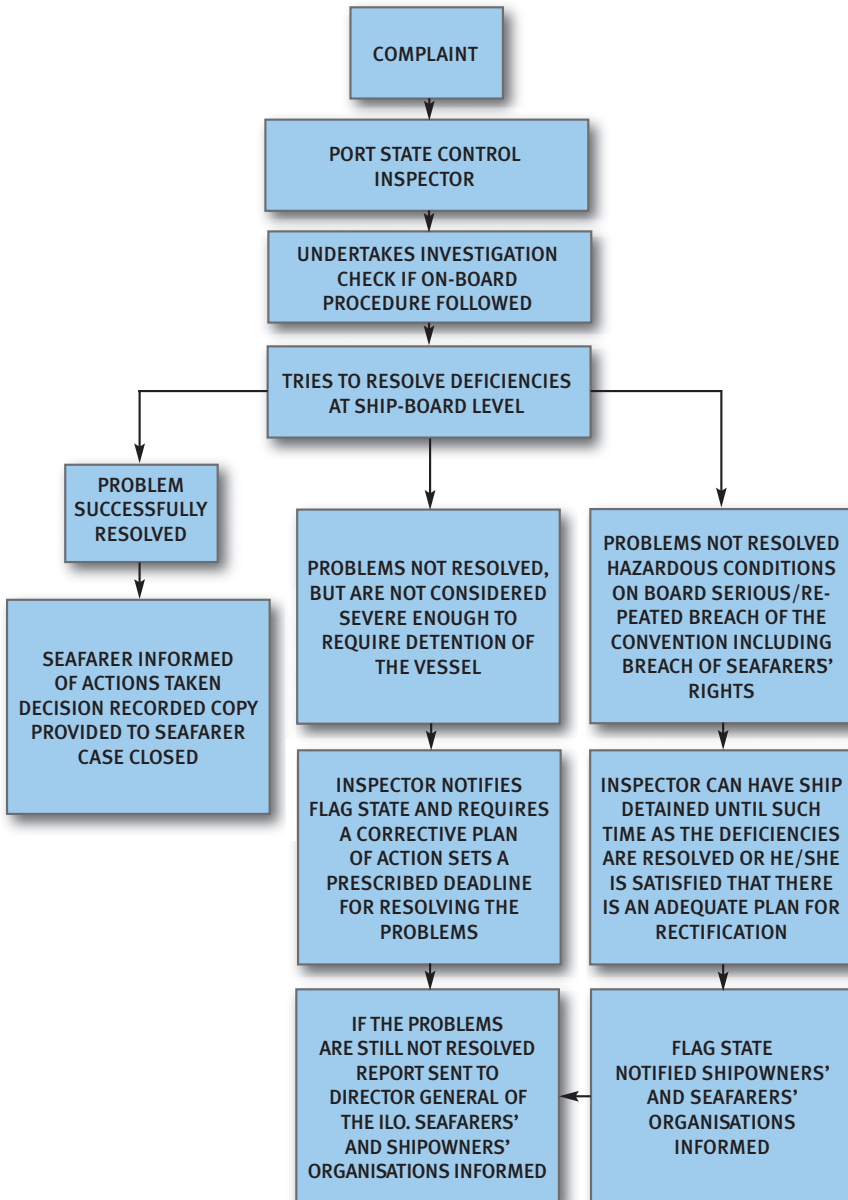 COMPLAINT
PORT STATE CONTROL
INSPECTOR
UNDERTAKES INVESTIGATION
CHECK IF ON-BOARD
PROCEDURE FOLLOWED
TRIES TO RESOLVE DEFICIENCIES
AT SHIP-BOARD LEVEL
PROBLEM
SUCCESSFULLY
RESOLVED
SEAFARER INFORMED
OF ACTIONS TAKEN
DECISION RECORDED COPY
PROVIDED TO SEAFARER
CASE CLOSED
PROBLEMS NOT RESOLVED,
BUT ARE NOT CONSIDERED
SEVERE ENOUGH TO
REQUIRE DETENTION OF
THE VESSEL
INSPECTOR NOTIFIES
FLAG STATE AND REQUIRES
A CORRECTIVE PLAN
OF ACTION SETS A
PRESCRIBED DEADLINE
FOR RESOLVING THE
PROBLEMS
IF THE PROBLEMS
ARE STILL NOT RESOLVED
REPORT SENT TO
DIRECTOR GENERAL OF
THE ILO. SEAFARERS’
AND SHIPOWNERS’
ORGANISATIONS INFORMED
PROBLEMS NOT RESOLVED
HAZARDOUS CONDITIONS
ON BOARD SERIOUS/RE-
PEATED BREACH OF THE
CONVENTION INCLUDING
BREACH OF SEAFARERS’
RIGHTS
INSPECTOR CAN HAVE SHIP
DETAINED UNTIL SUCH
TIME AS THE DEFICIENCIES
ARE RESOLVED OR HE/SHE
IS SATISFIED THAT THERE
IS AN ADEQUATE PLAN FOR
RECTIFICATION
FLAG STATE
NOTIFIED SHIPOWNERS’
AND SEAFARERS’
ORGANISATIONS
INFORMED